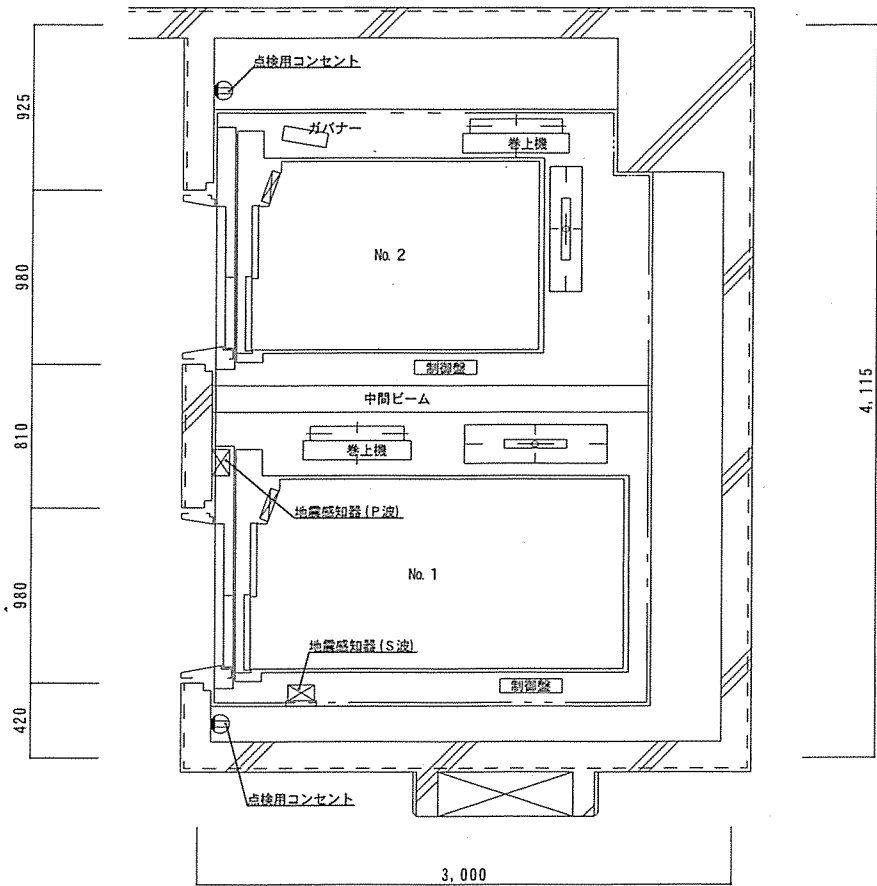 点検用コンセント
925
ガバナー
巻上機
No. 2
980
制御盤
中間ビーム
4,115
810
巻上機
地震感知器(P波)
No. 1
980
地震感知器(S波)
制御盤
420
点検用コンセント
3,000